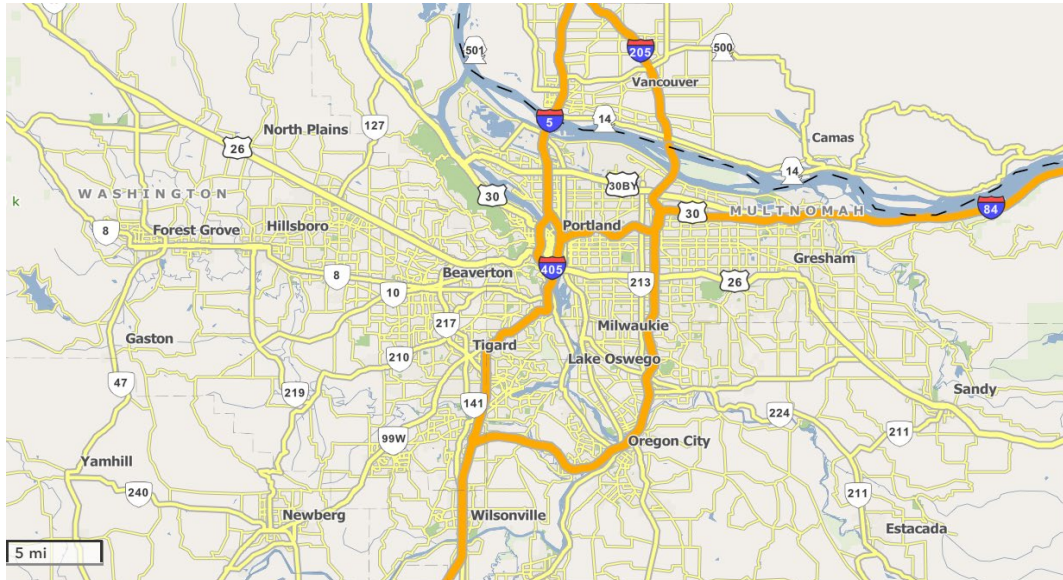 501
205
500
Vancouver
5
14
127
North Plains
Camas
26
14
30BY
WASHINGTON
30
30
MULTNOMAH
84
k
8
Forest Grove
Hillsboro
Portland
Gresham
8
Beaverton
405
213
26
10
217
Milwaukie
Gaston
210
Tigard
Lake Oswego
47
219
141
Sandy
224
99W
211
Oregon City
Yamhill
240
211
Newberg
Wilsonville
Estacada
5 mi